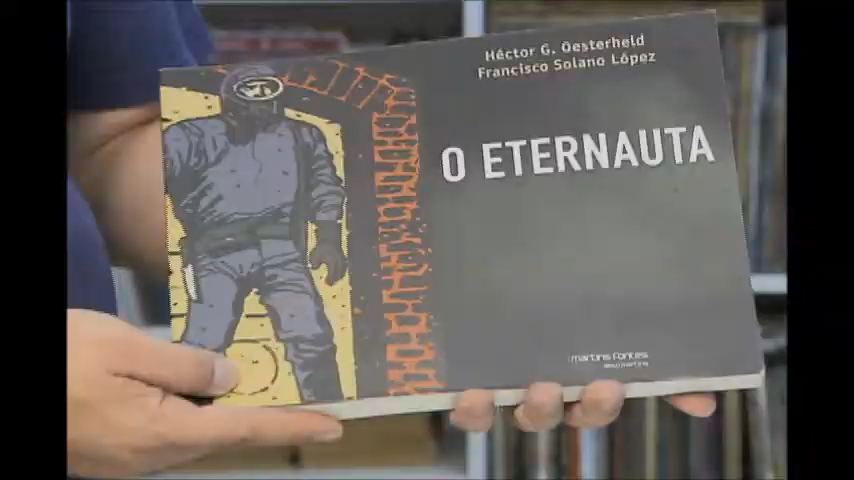 Héctor G. Oesterheld
Francisco Solano López
O ETERNAUTA
martins fontes